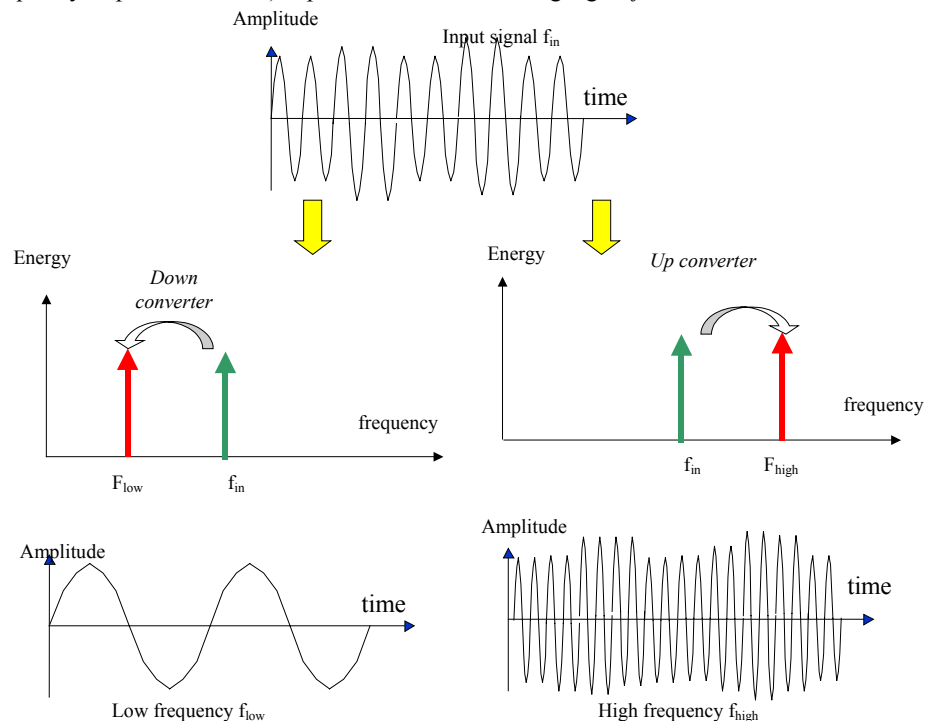 Amplitude
Input signal fin
time
Energy
Down
converter
frequency
Flow
fin
Energy
Up converter
frequency
fin
Fhigh
Amplitude
time
Low frequency flow
Amplitude
time
High frequency fhigh